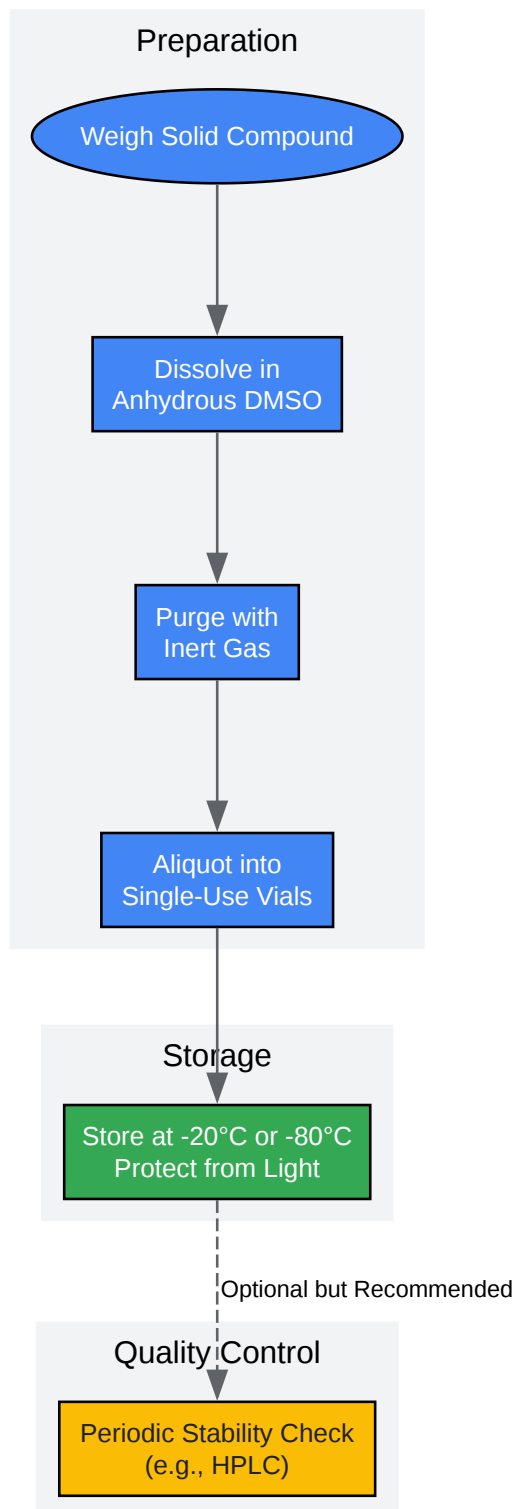 Preparation
Weigh Solid Compound
Dissolve in
Anhydrous DMSO
Purge with
Inert Gas
Aliquot into
Single-Use Vials
Storage
Store at -20°C or -80°C
Protect from Light
Optional but Recommended
Quality Control
Periodic Stability Check
(e.g., HPLC)